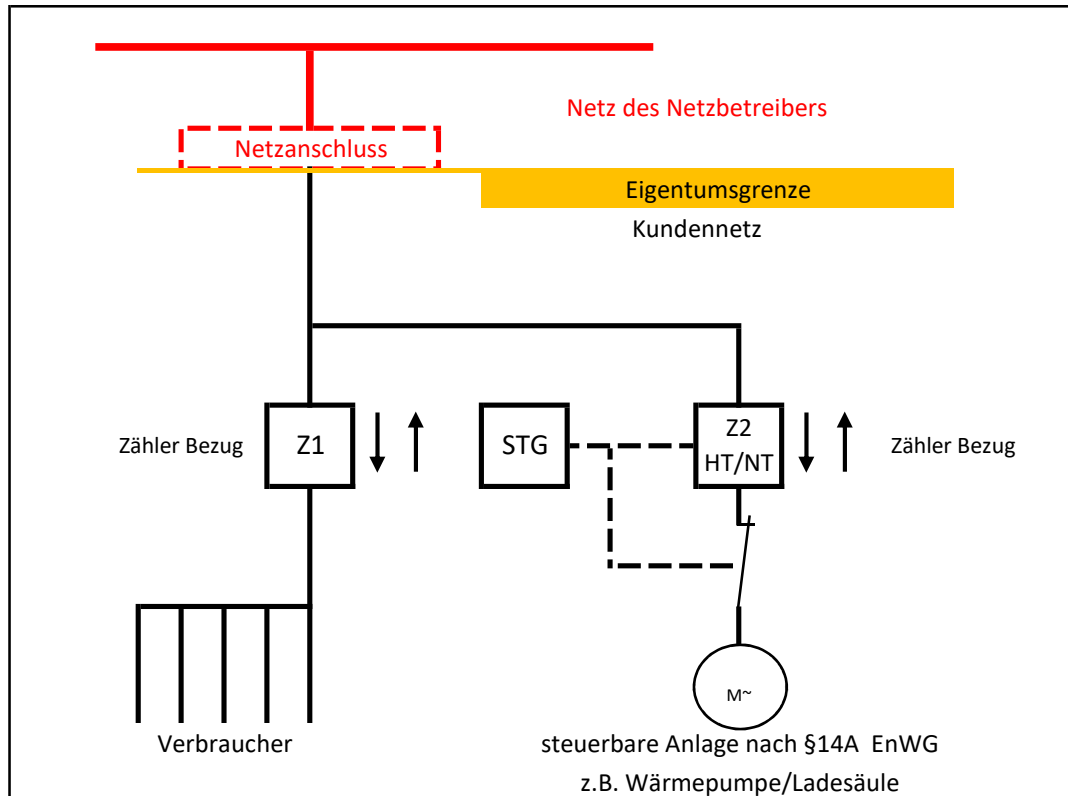 Netz des Netzbetreibers
Netzanschluss
Eigentumsgrenze
Kundennetz
Zähler Bezug
Z1
STG
Z2
HT/NT
Zähler Bezug
M~
Verbraucher
steuerbare Anlage nach §14A EnWG
z.B. Wärmepumpe/Ladesäule